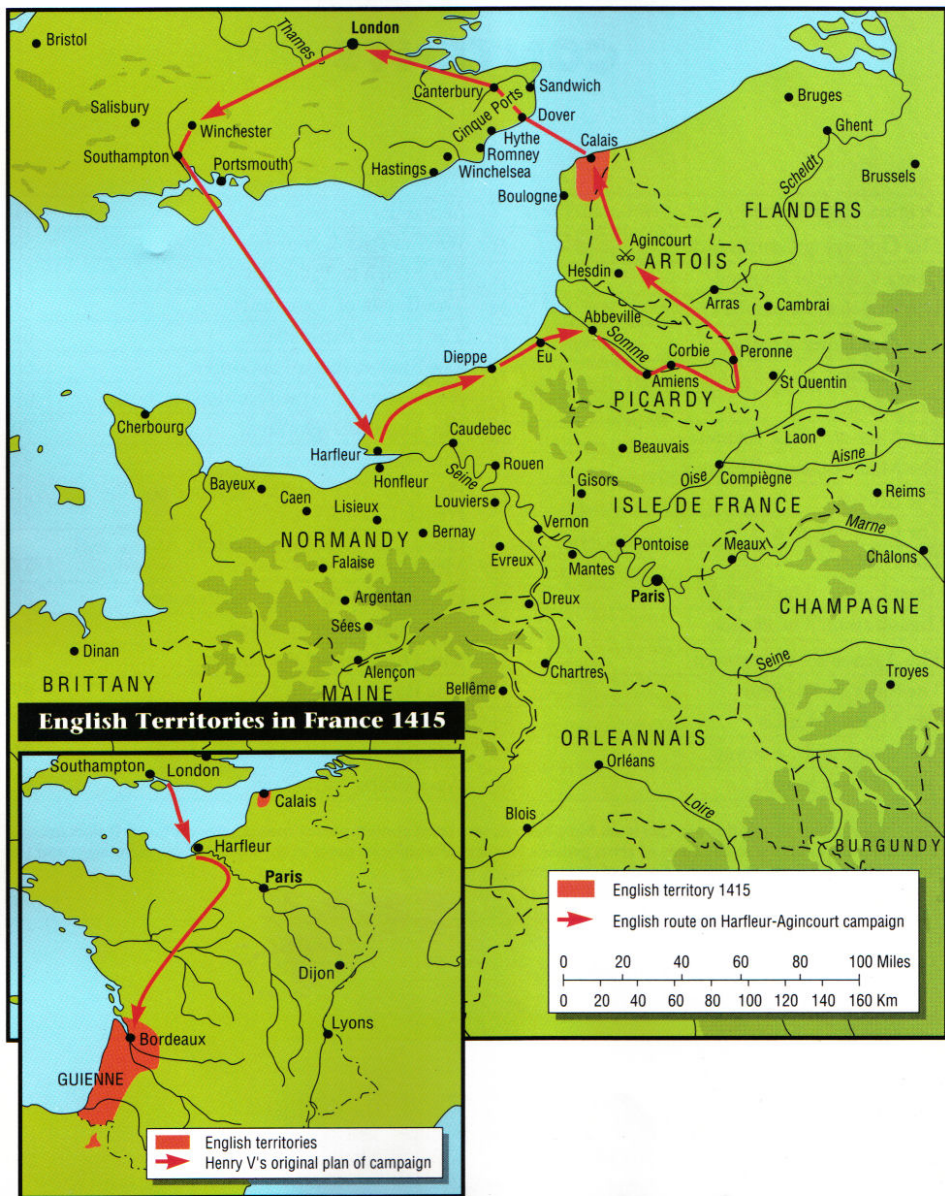 Bristol
Thames
London
Canterbury
Sandwich
Cinque Ports
Dover
Salisbury
Winchester
Hythe
Romney
Winchelsea
Hastings
Southampton
Portsmouth
Calais
Boulogne
Bruges
Ghent
Scheldt
Brussels
FLANDERS
Agincourt
ARTOIS
Hesdin
Arras
Cambrai
Abbeville
Somme
Corbie
Peronne
Dieppe
Eu
Amiens
St Quentin
PICARDY
Cherbourg
Harfleur
Caudebec
Beauvais
Laon
Aisne
Bayeux
Honfleur
Seine
Rouen
Oise
Compiègne
Caen
Lisieux
Louviers
Gisors
ISLE DE FRANCE
Reims
NORMANDY
Bernay
Vernon
Marne
Falaise
Evreux
Mantes
Pontoise
Meaux
Châlons
Paris
Argentan
Dreux
CHAMPAGNE
Sées
Dinan
Alençon
Chartres
Seine
Troyes
BRITTANY
MAINE
Bellême
ORLEANNAIS
Orléans
Blois
Loire
BURGUNDY
English Territories in France 1415
Southampton
London
Calais
Harfleur
Paris
Dijon
Lyons
Bordeaux
GUIENNE
English territories
Henry V's original plan of campaign
English territory 1415
English route on Harfleur-Agincourt campaign
0 20 40 60 80 100 Miles
0 20 40 60 80 100 120 140 160 Km